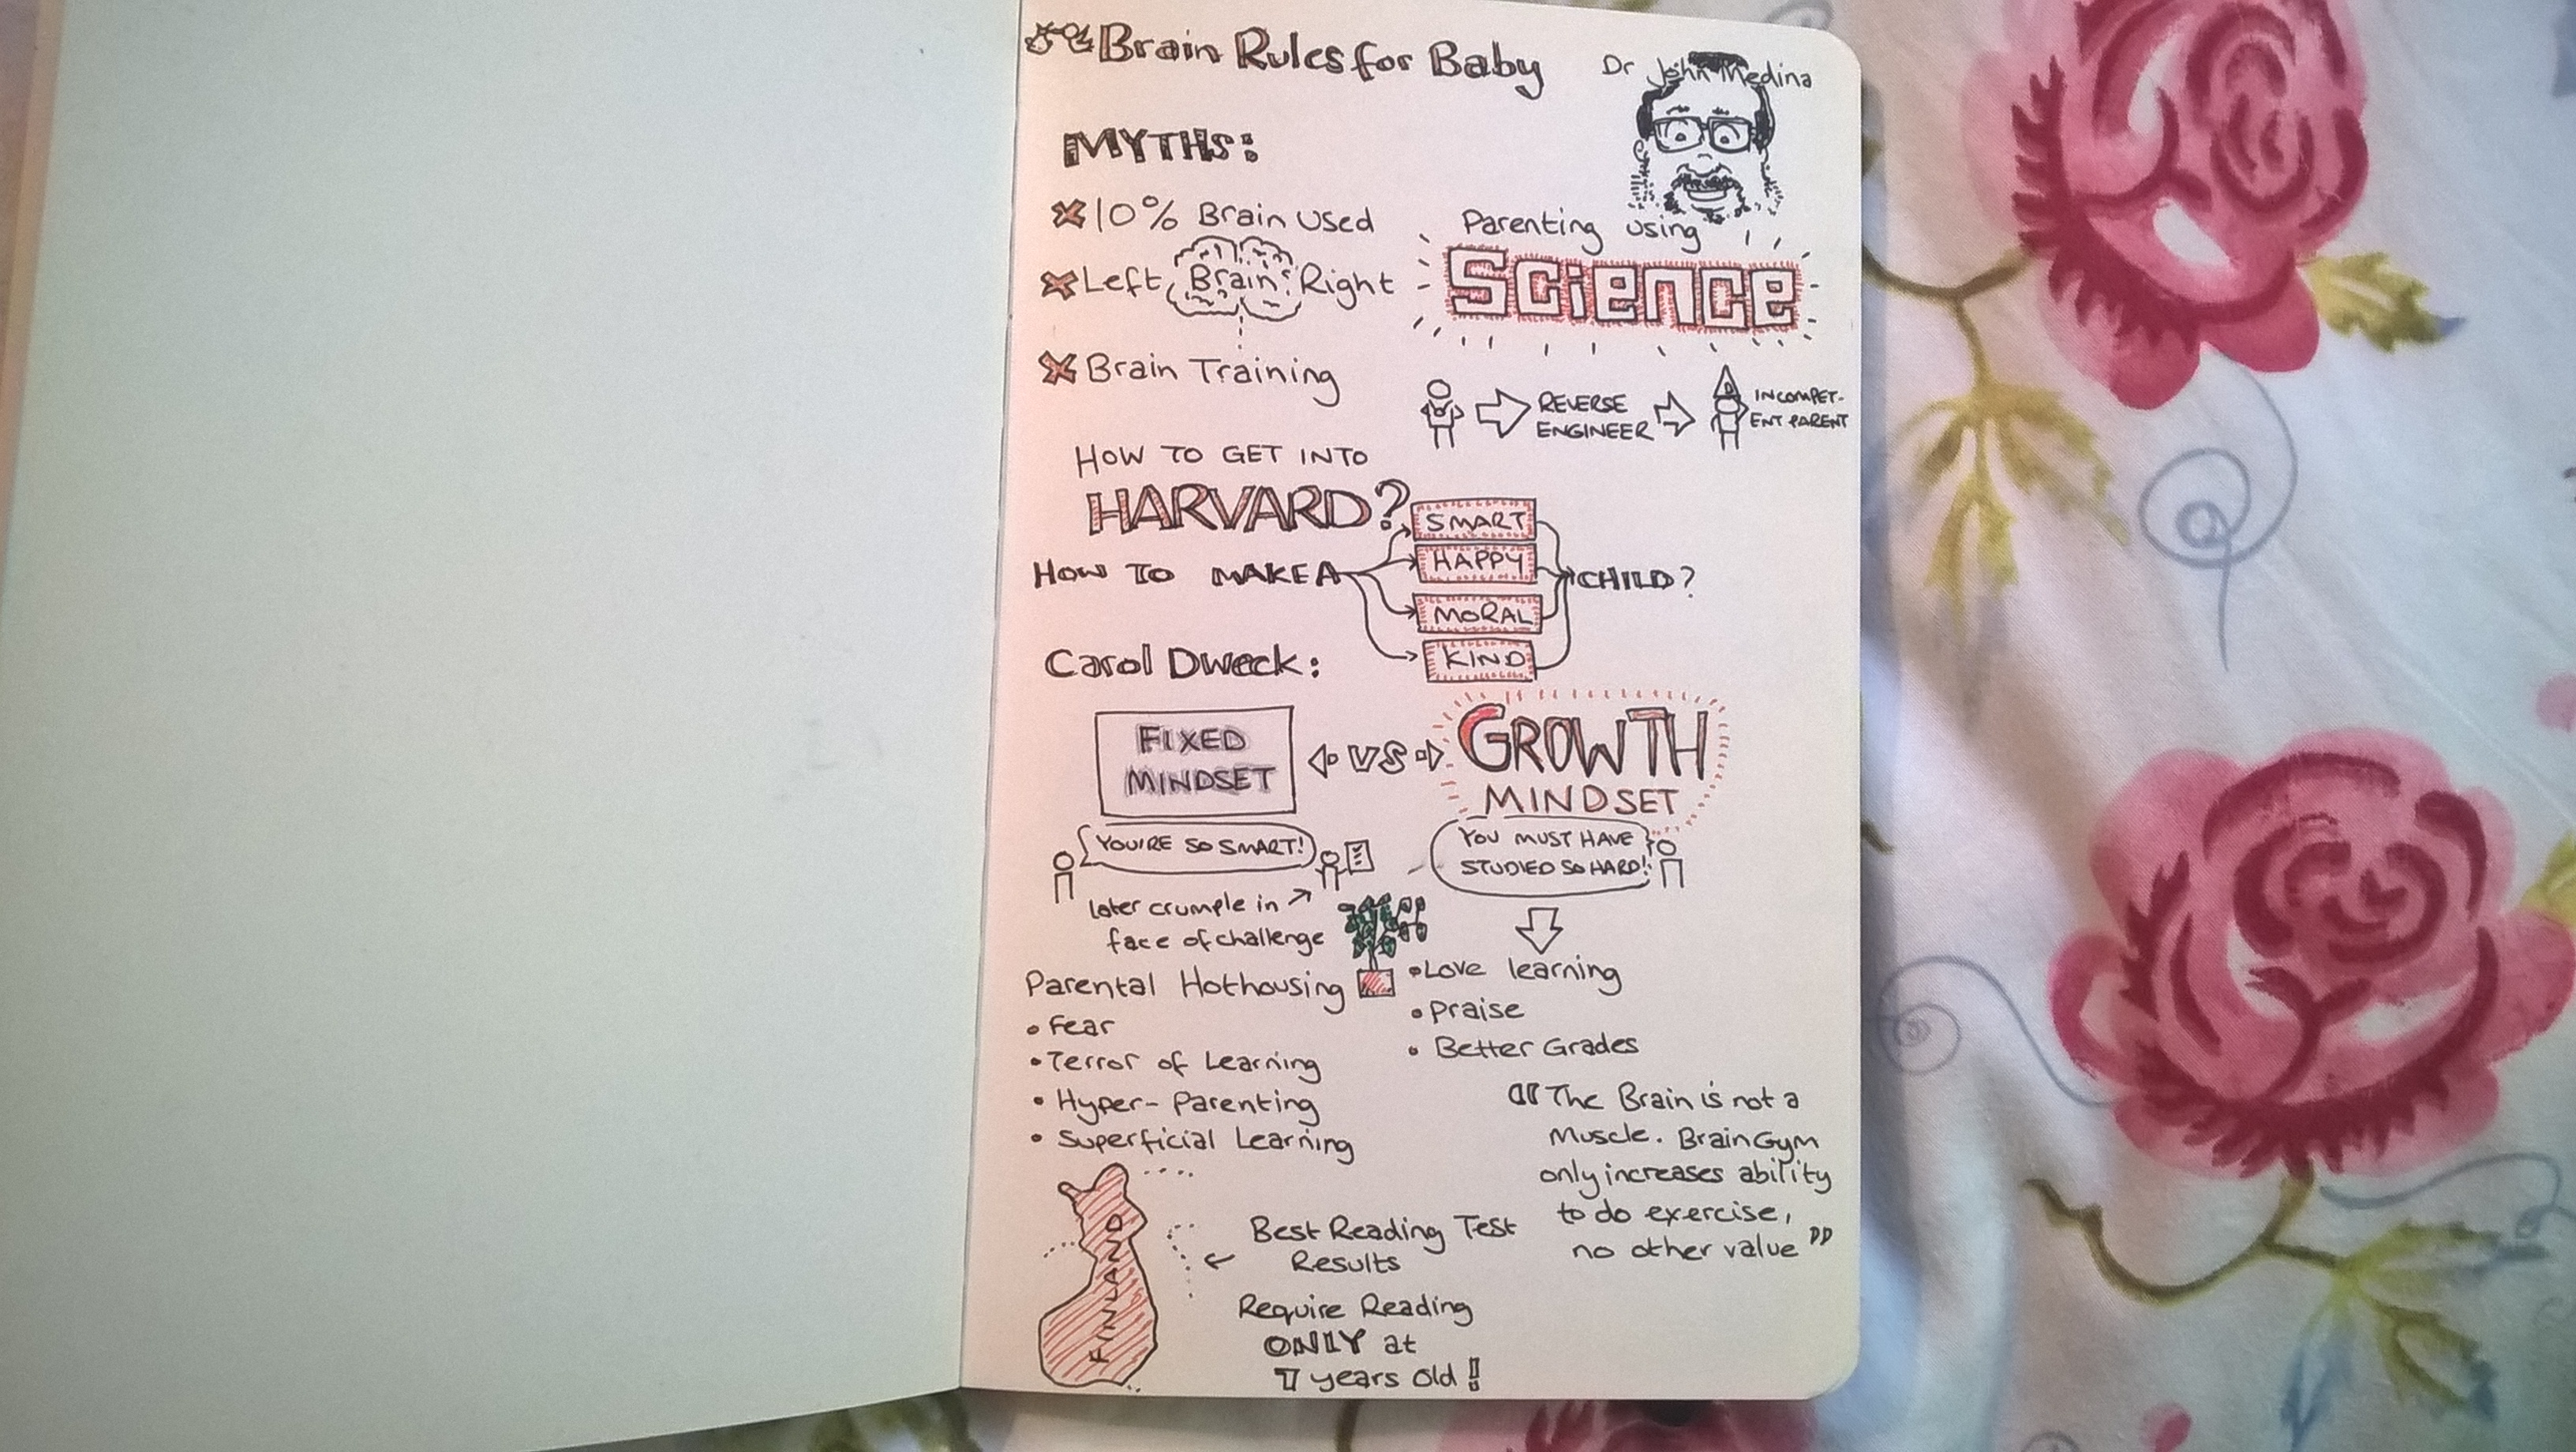 Brain Rules for Baby
Dr John Medina
MYTHS:
10% Brain Used
Left Brain Right
Brain Training
Parenting using
Science
REVERSE
ENGINEER
INCOMPET-
ENT PARENT
HOW TO GET INTO
HARVARD?
HOW TO MAKE A
SMART
HAPPY
MORAL
KIND
CHILD?
Carol Dweck:
FIXED
MINDSET
VS
GROWTH
MINDSET
YOU'RE SO SMART!
later crumple in
face of challenge
YOU MUST HAVE
STUDIED SO HARD!
Love learning
Praise
Better Grades
Parental Hothousing
Fear
Terror of Learning
Hyper-Parenting
Superficial Learning
"The Brain is not a
Muscle. Brain Gym
only increases ability
to do exercise,
no other value"
FINLAND
Best Reading Test
Results
Require Reading
ONLY at
7 years old!